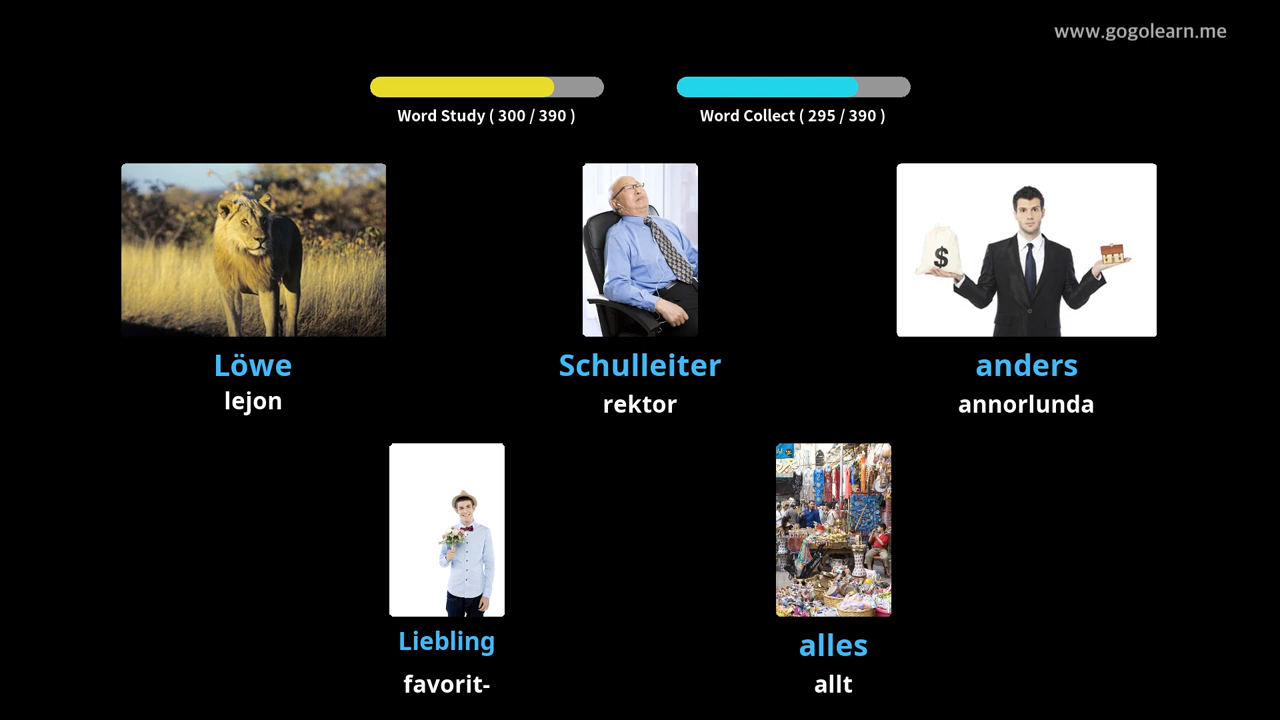 www.gogolearn.me
Word Study ( 300 / 390 )
Word Collect ( 295 / 390 )
$
Löwe
lejon
Schulleiter
rektor
anders
annorlunda
Liebling
favorit-
alles
allt